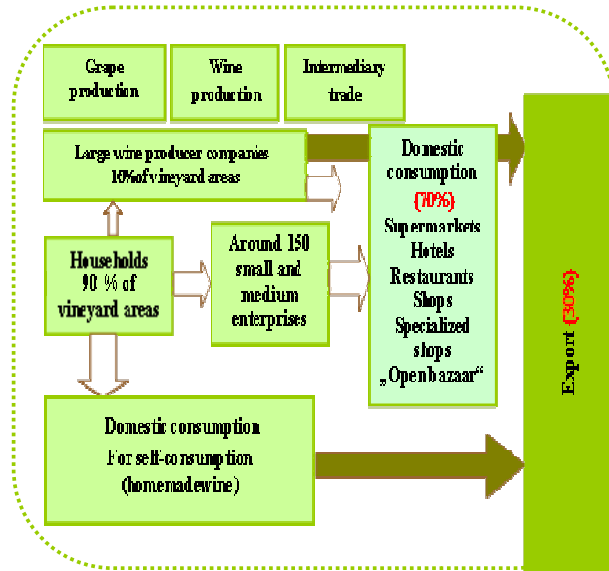 Grape
production
Wine
production
Intermediary
trade
Large wine producer companies
10% of vineyard areas
Domestic
consumption
(70%)
Supermarkets
Hotels
Restaurants
Shops
Specialized
shops
„Open bazaar“
Households
90 % of
vineyard areas
Around 150
small and
medium
enterprises
Domestic consumption
For self-consumption
(homemadewine)
Export (30%)